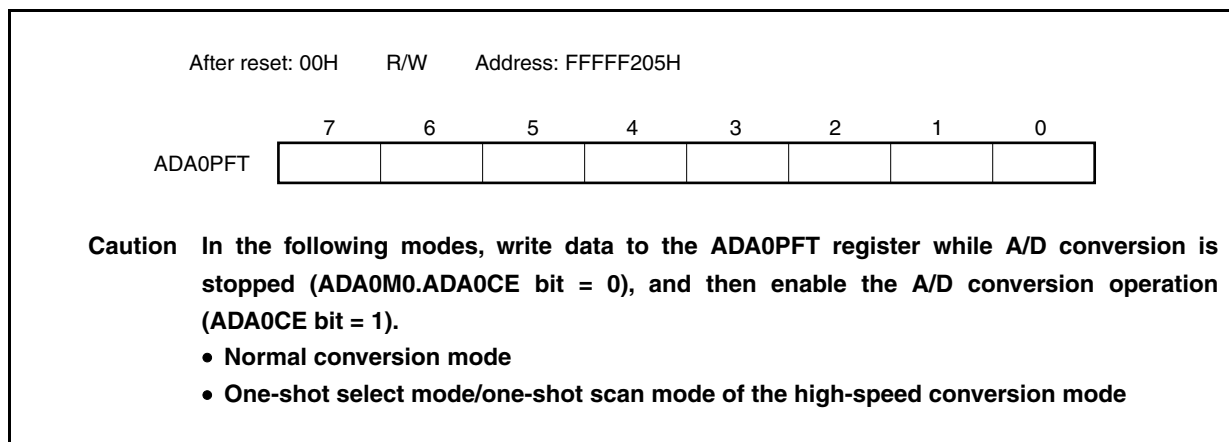 After reset: 00H R/W Address: FFFFF205H
7 6 5 4 3 2 1 0
ADA0PFT
Caution In the following modes, write data to the ADA0PFT register while A/D conversion is
stopped (ADA0M0.ADA0CE bit = 0), and then enable the A/D conversion operation
(ADA0CE bit = 1).
• Normal conversion mode
• One-shot select mode/one-shot scan mode of the high-speed conversion mode